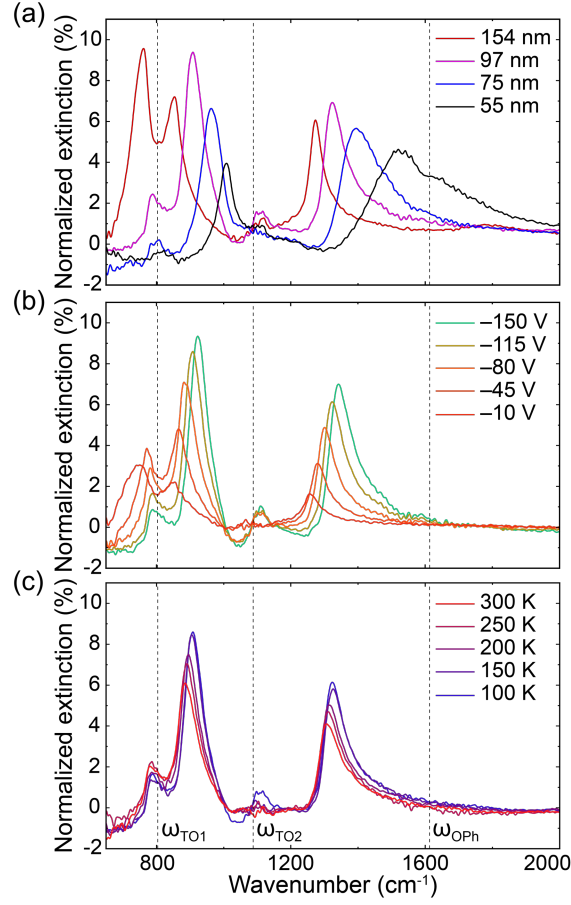 (a)
Normalized extinction (%)
10
8
6
4
2
0
-2
154 nm
97 nm
75 nm
55 nm
(b)
Normalized extinction (%)
10
8
6
4
2
0
-2
–150 V
–115 V
–80 V
–45 V
–10 V
(c)
Normalized extinction (%)
10
8
6
4
2
0
-2
300 K
250 K
200 K
150 K
100 K
ωTO1 ωTO2 ωOPh
800 1200 1600 2000
Wavenumber (cm⁻¹)